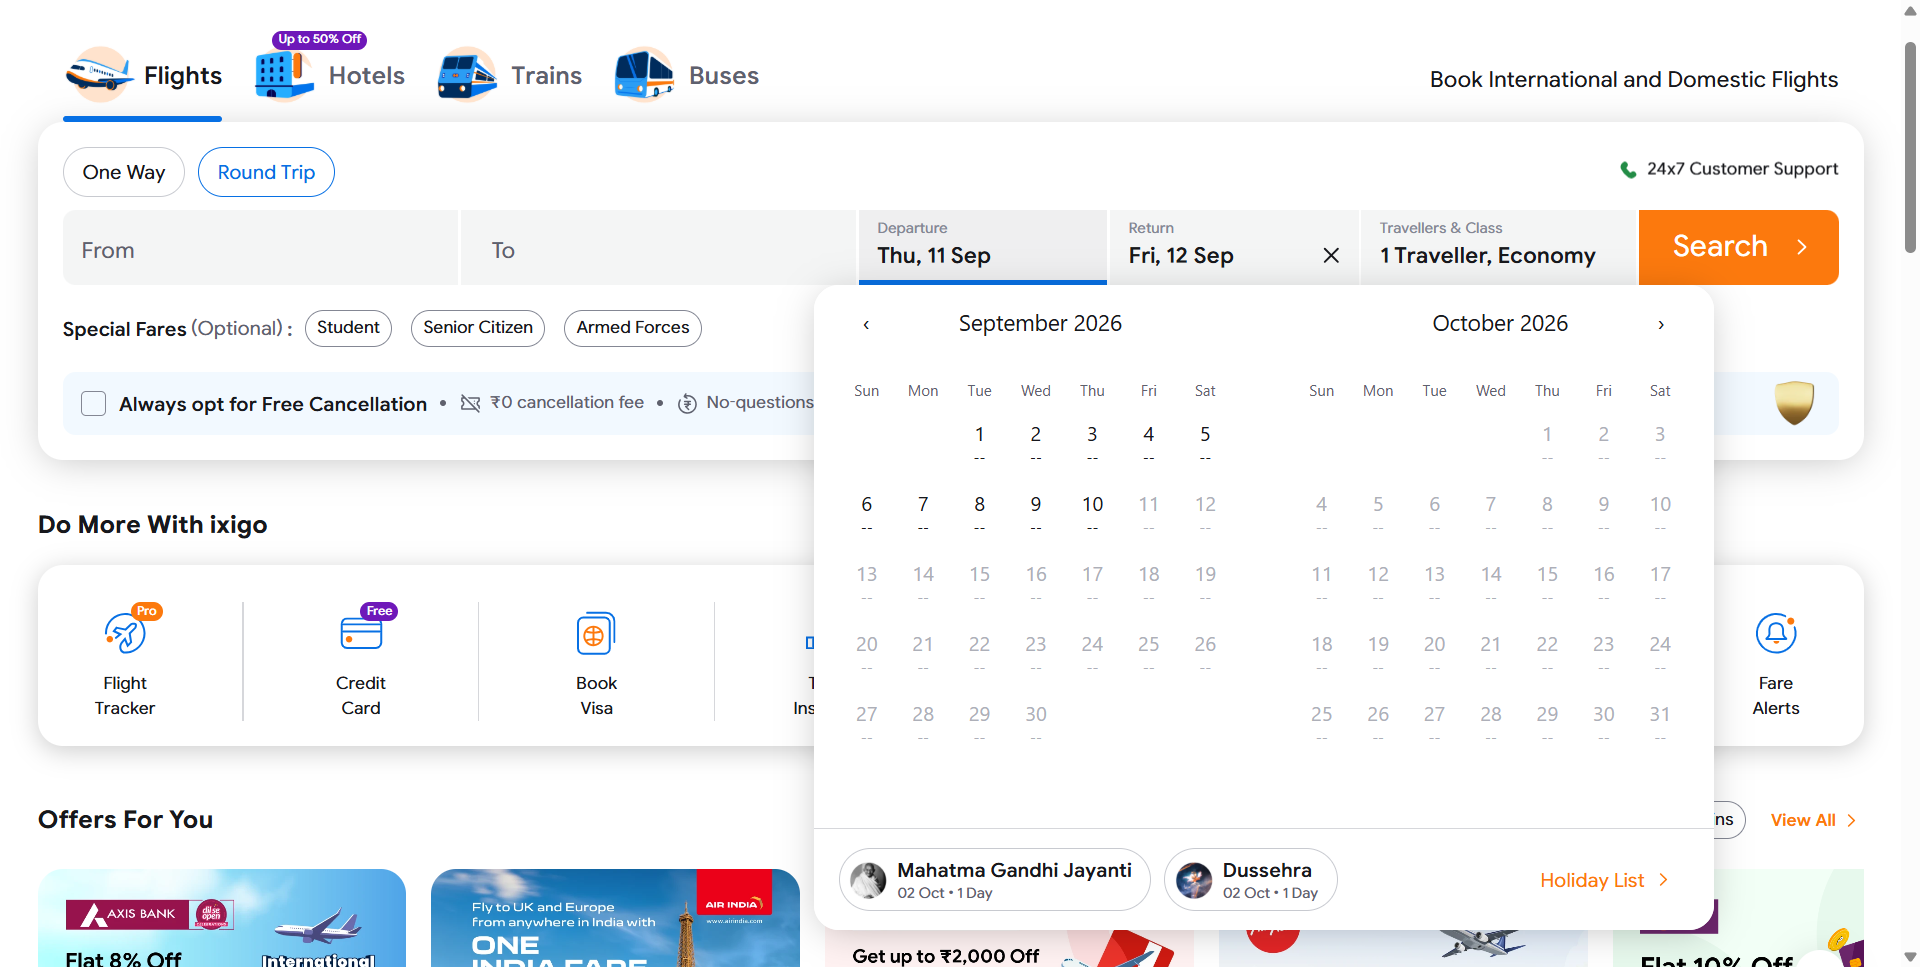 Up to 50% Off
Flights
Hotels
Trains
Buses
Book International and Domestic Flights
One Way
Round Trip
24x7 Customer Support
From
To
Departure
Thu, 11 Sep
Return
Fri, 12 Sep
Travellers & Class
1 Traveller, Economy
Search
Special Fares (Optional) :
Student
Senior Citizen
Armed Forces
Always opt for Free Cancellation • ₹0 cancellation fee • No-questions
September 2026
Sun Mon Tue Wed Thu Fri Sat
1 2 3 4 5
-- -- -- -- --
6 7 8 9 10 11 12
-- -- -- -- -- -- --
13 14 15 16 17 18 19
-- -- -- -- -- -- --
20 21 22 23 24 25 26
-- -- -- -- -- -- --
27 28 29 30
-- -- -- --
October 2026
Sun Mon Tue Wed Thu Fri Sat
1 2 3
-- -- --
4 5 6 7 8 9 10
-- -- -- -- -- -- --
11 12 13 14 15 16 17
-- -- -- -- -- -- --
18 19 20 21 22 23 24
-- -- -- -- -- -- --
25 26 27 28 29 30 31
-- -- -- -- -- -- --
Mahatma Gandhi Jayanti
02 Oct • 1 Day
Dussehra
02 Oct • 1 Day
Holiday List
Do More With ixigo
Pro
Flight
Tracker
Free
Credit
Card
Book
Visa
Fare
Alerts
Offers For You
View All
AXIS BANK
dil se open
Flat 8% Off
International
Fly to UK and Europe
from anywhere in India with
ONE
INDIA FARE
AIR INDIA
www.airindia.com
Get up to ₹2,000 Off
Flat 10% Off